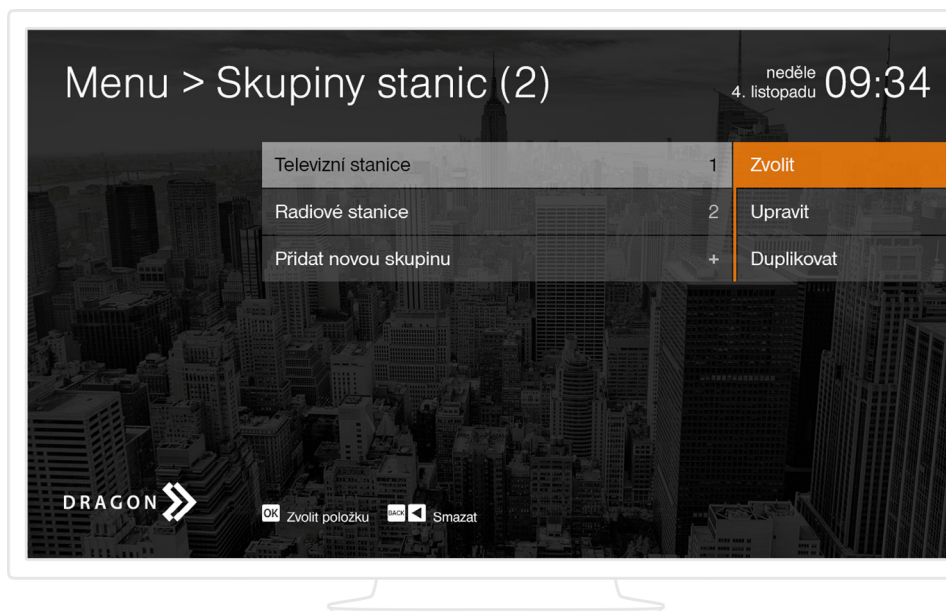 Menu > Skupiny stanic (2)
neděle
4. listopadu 09:34
Televizní stanice 1 Zvolit
Radiové stanice 2 Upravit
Přidat novou skupinu + Duplikovat
DRAGON
OK Zvolit položku BACK Smazat